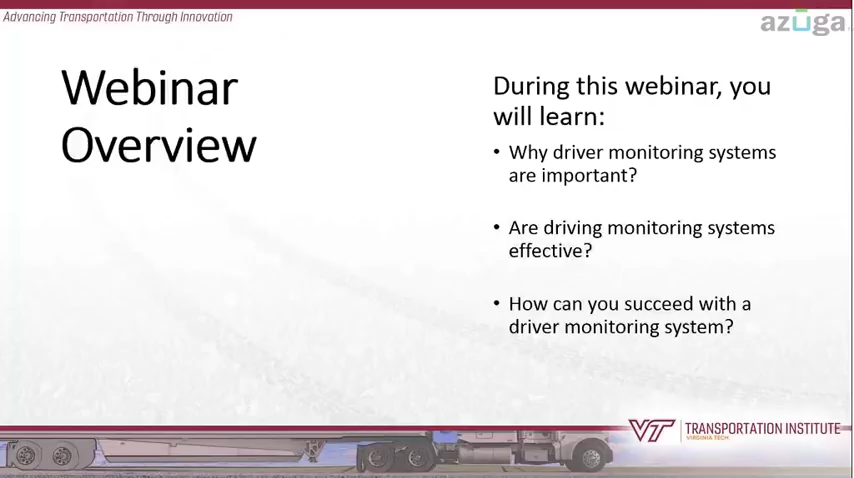 Advancing Transportation Through Innovation
azuga
Webinar
Overview
During this webinar, you
will learn:
• Why driver monitoring systems
are important?
• Are driving monitoring systems
effective?
• How can you succeed with a
driver monitoring system?
VT TRANSPORTATION INSTITUTE
VIRGINIA TECH